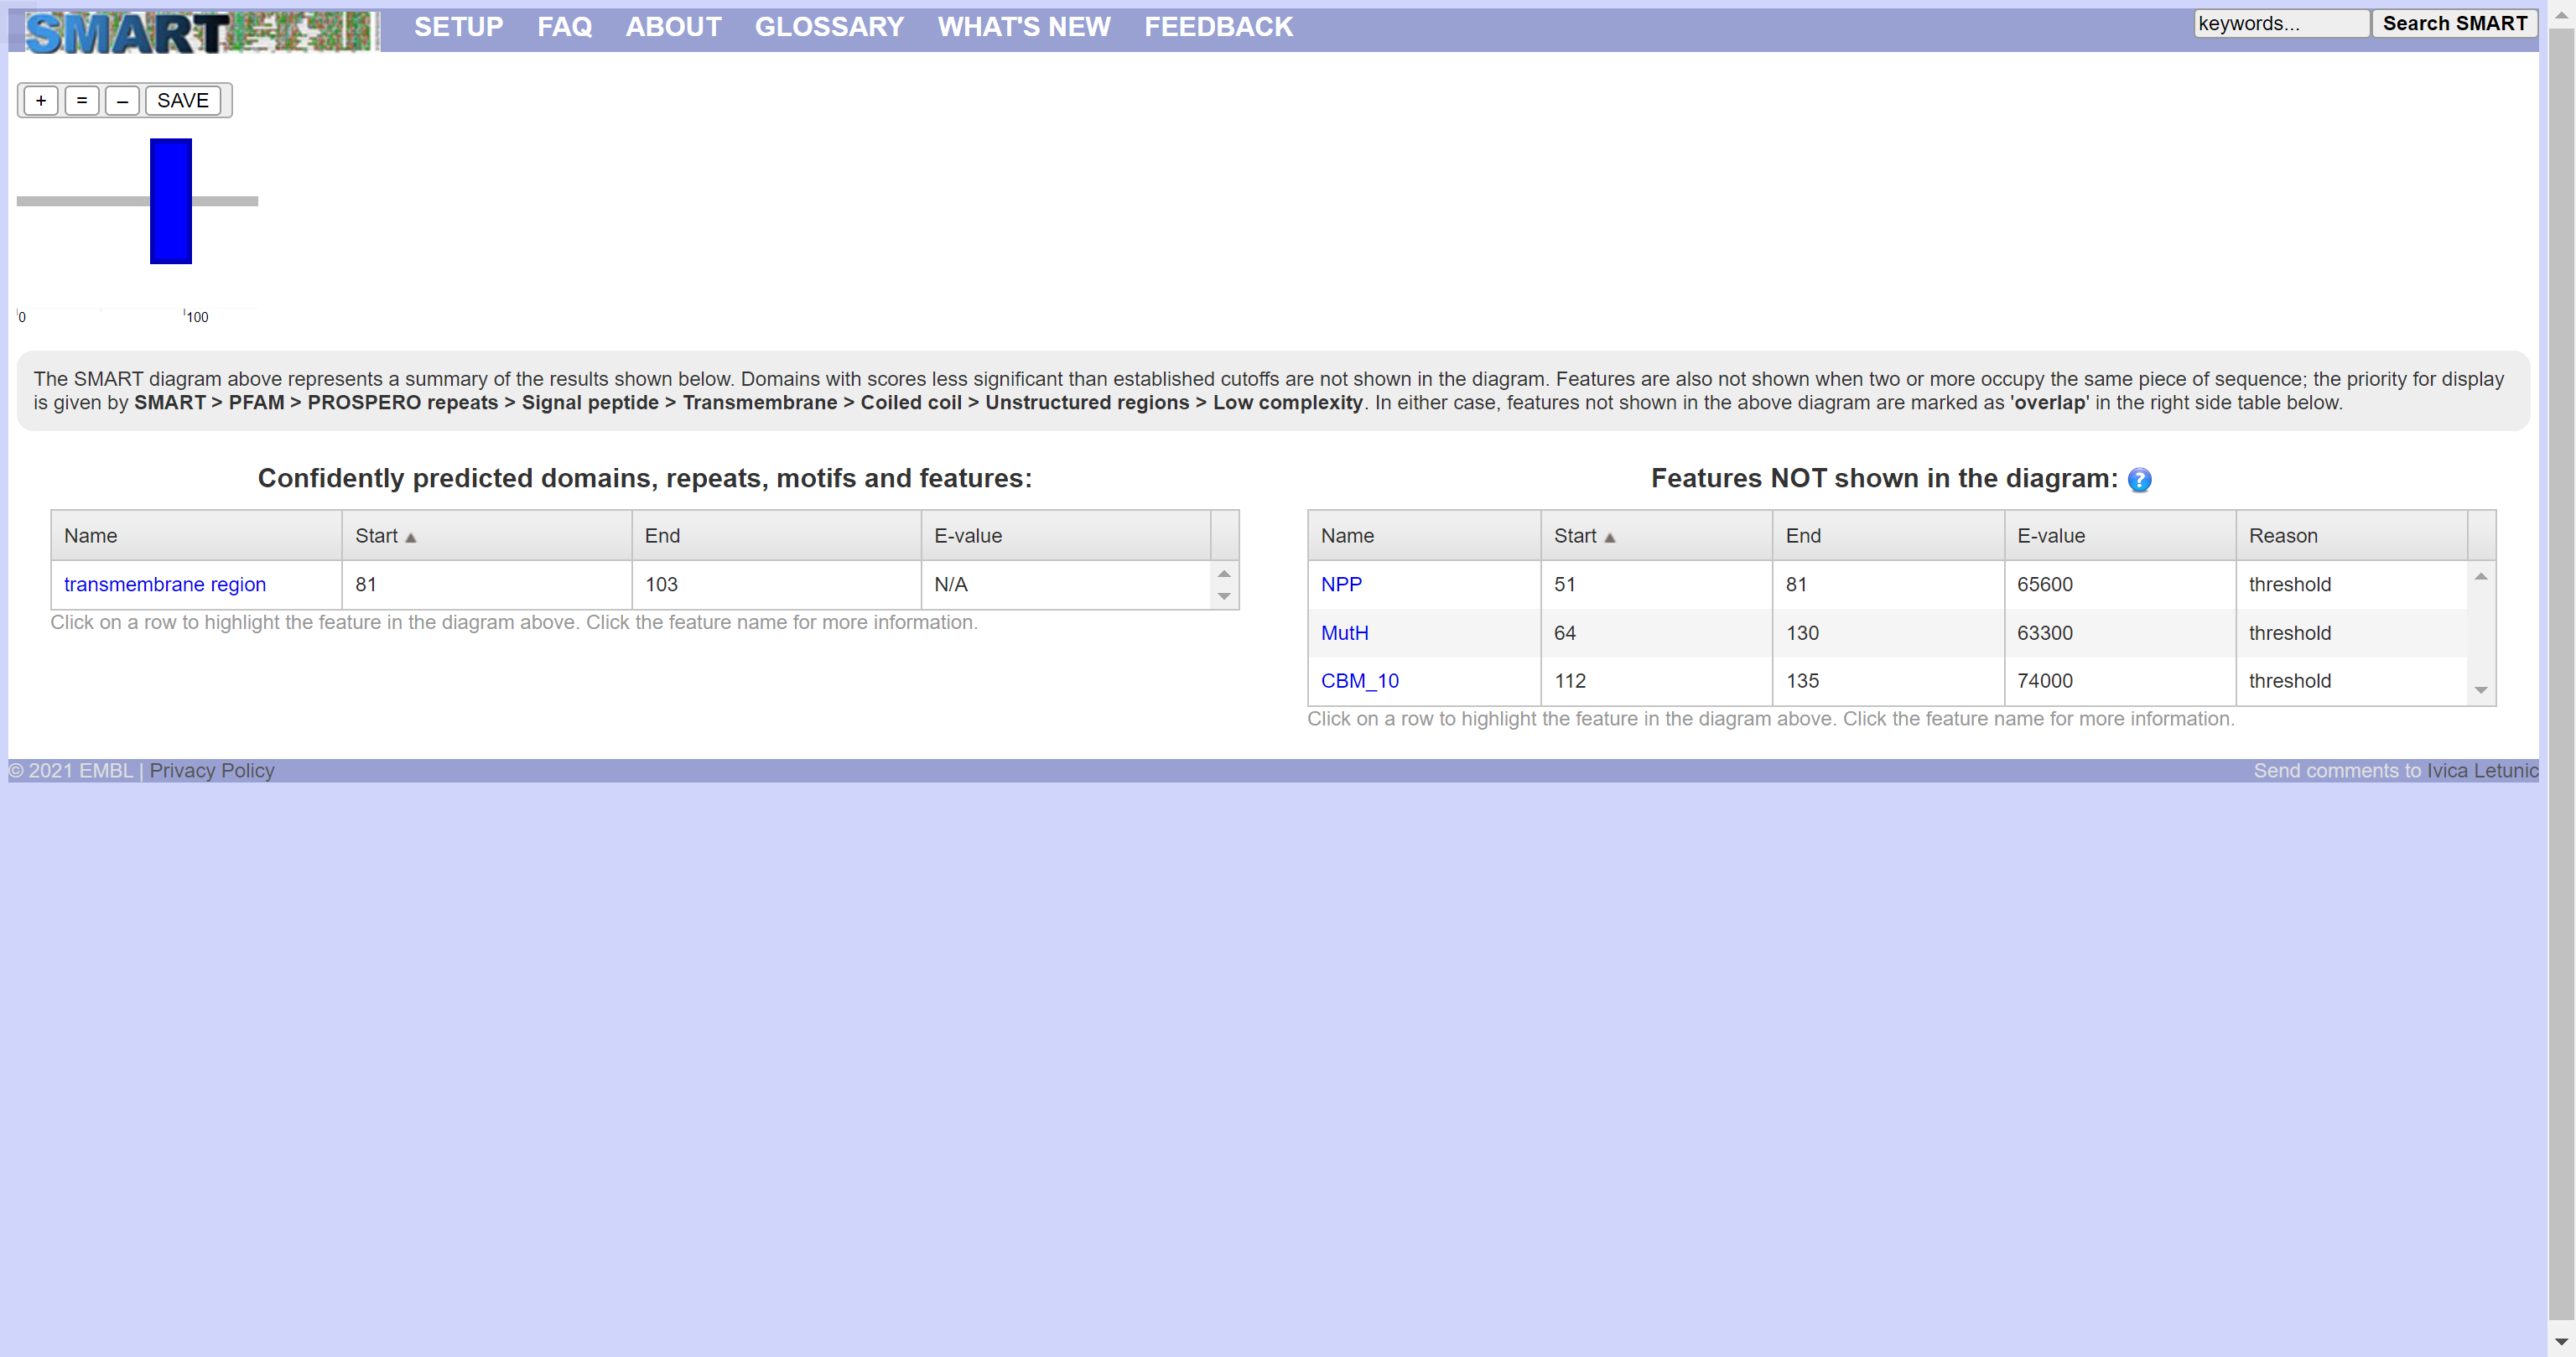 SMART
SETUP FAQ ABOUT GLOSSARY WHAT'S NEW FEEDBACK
keywords... Search SMART
+ = – SAVE
0 100
The SMART diagram above represents a summary of the results shown below. Domains with scores less significant than established cutoffs are not shown in the diagram. Features are also not shown when two or more occupy the same piece of sequence; the priority for display
is given by SMART > PFAM > PROSPERO repeats > Signal peptide > Transmembrane > Coiled coil > Unstructured regions > Low complexity. In either case, features not shown in the above diagram are marked as 'overlap' in the right side table below.
Confidently predicted domains, repeats, motifs and features:
Name Start End E-value
transmembrane region 81 103 N/A
Click on a row to highlight the feature in the diagram above. Click the feature name for more information.
Features NOT shown in the diagram: ?
Name Start End E-value Reason
NPP 51 81 65600 threshold
MutH 64 130 63300 threshold
CBM_10 112 135 74000 threshold
Click on a row to highlight the feature in the diagram above. Click the feature name for more information.
© 2021 EMBL | Privacy Policy
Send comments to Ivica Letunic